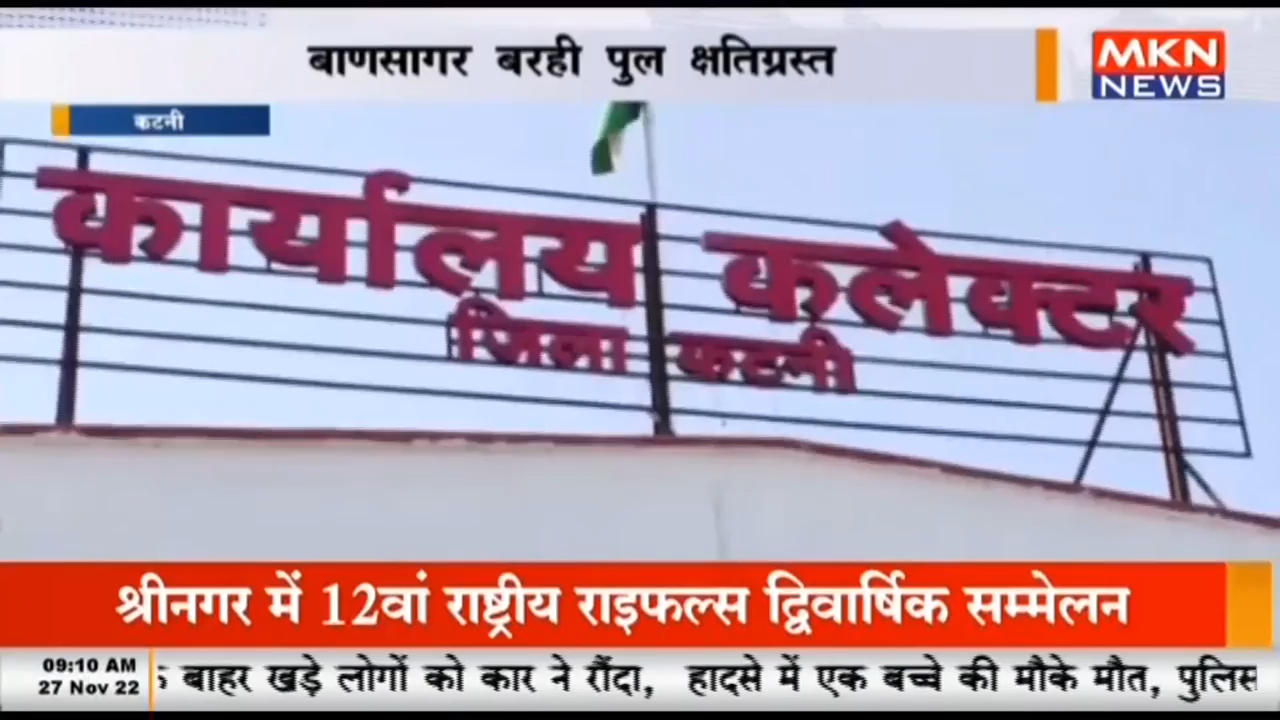 बाणसागर बरही पुल क्षतिग्रस्त
MKN
NEWS
कटनी
कार्यालय कलेक्टर
जिला कटनी
श्रीनगर में 12वां राष्ट्रीय राइफल्स द्विवार्षिक सम्मेलन
09:10 AM
27 Nov 22
बाहर खड़े लोगों को कार ने रौंदा, हादसे में एक बच्चे की मौके मौत, पुलिस